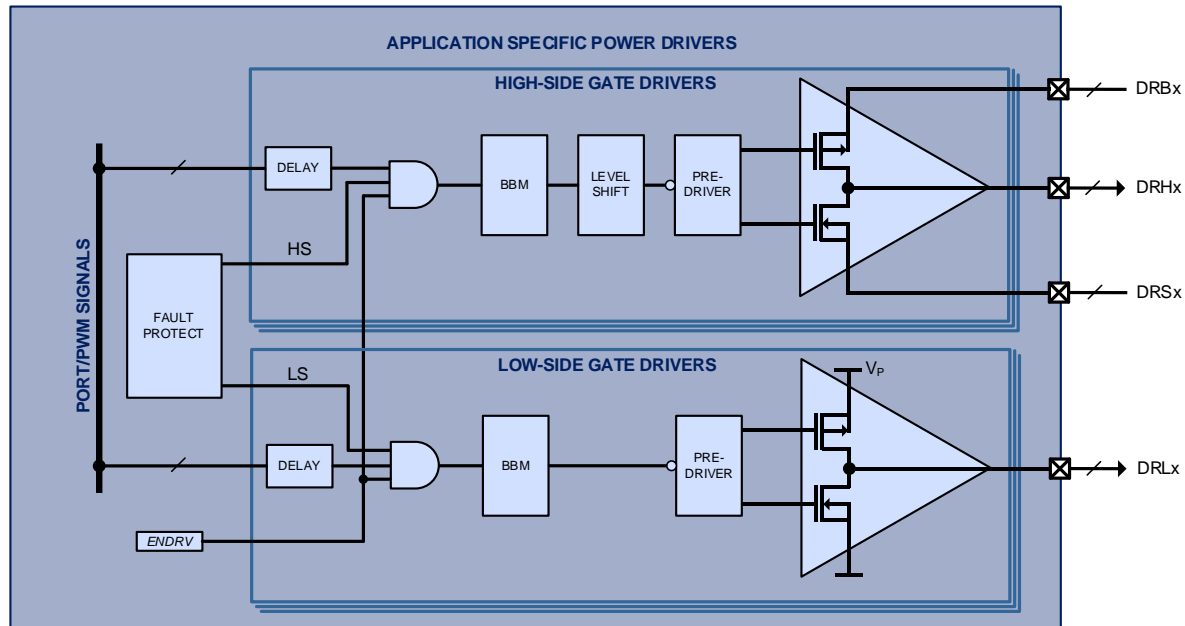 APPLICATION SPECIFIC POWER DRIVERS
HIGH-SIDE GATE DRIVERS
DRBx
DELAY
BBM
LEVEL
SHIFT
PRE-
DRIVER
DRHx
PORT/PWM SIGNALS
HS
FAULT
PROTECT
DRSx
LOW-SIDE GATE DRIVERS
LS
VP
DELAY
BBM
PRE-
DRIVER
DRLx
ENDRV